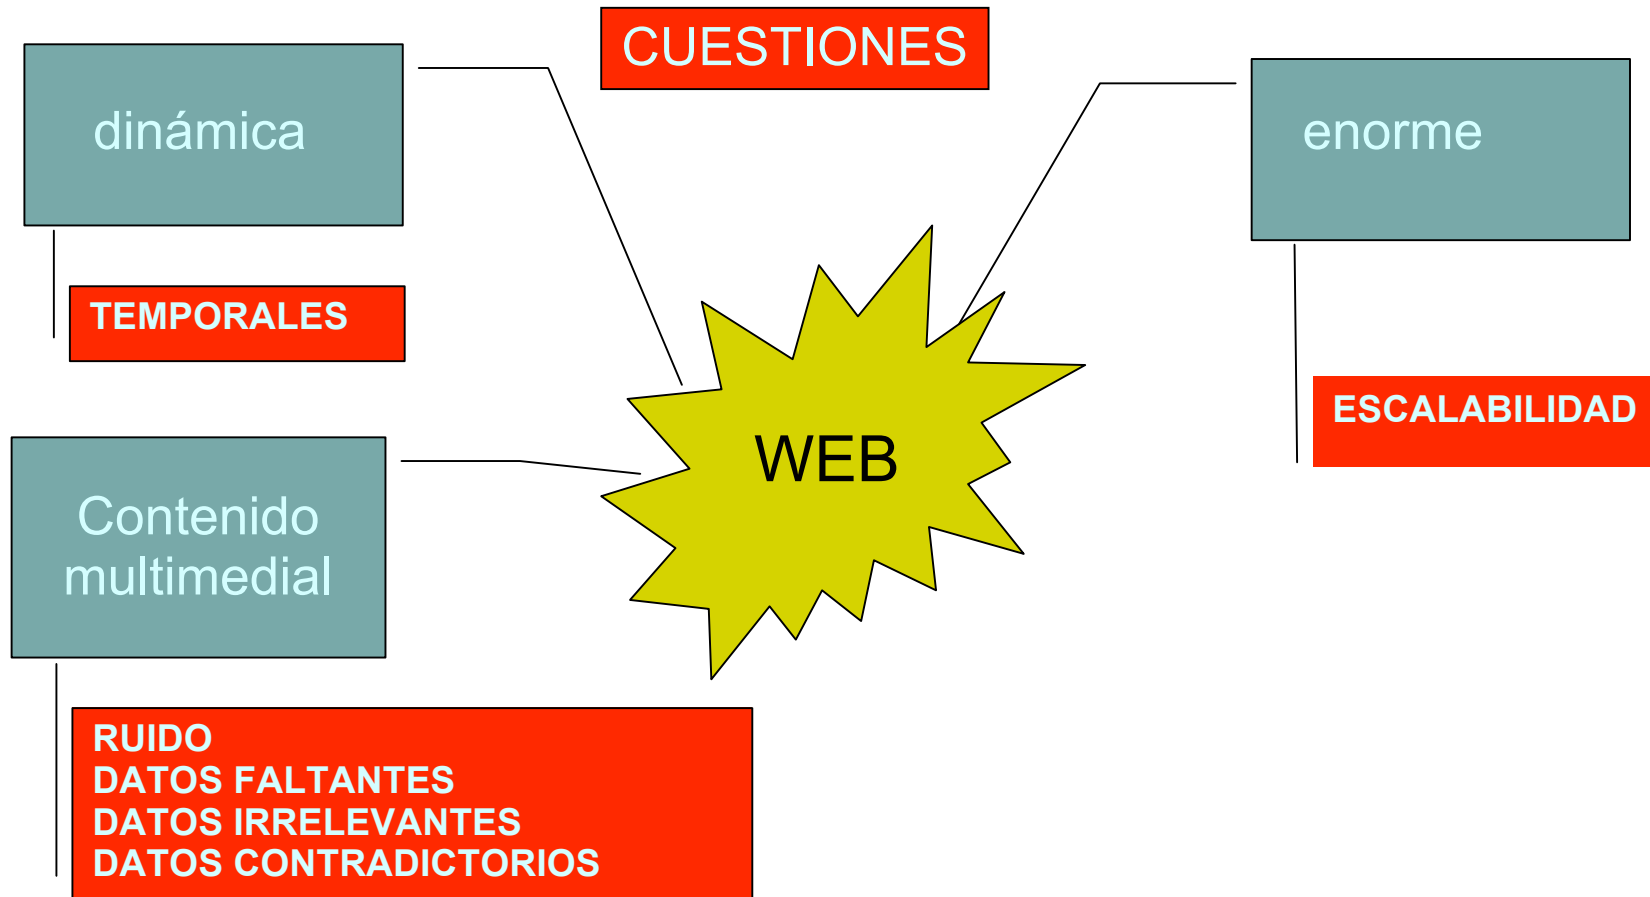 CUESTIONES
dinámica
enorme
TEMPORALES
ESCALABILIDAD
WEB
Contenido
multimedial
RUIDO
DATOS FALTANTES
DATOS IRRELEVANTES
DATOS CONTRADICTORIOS